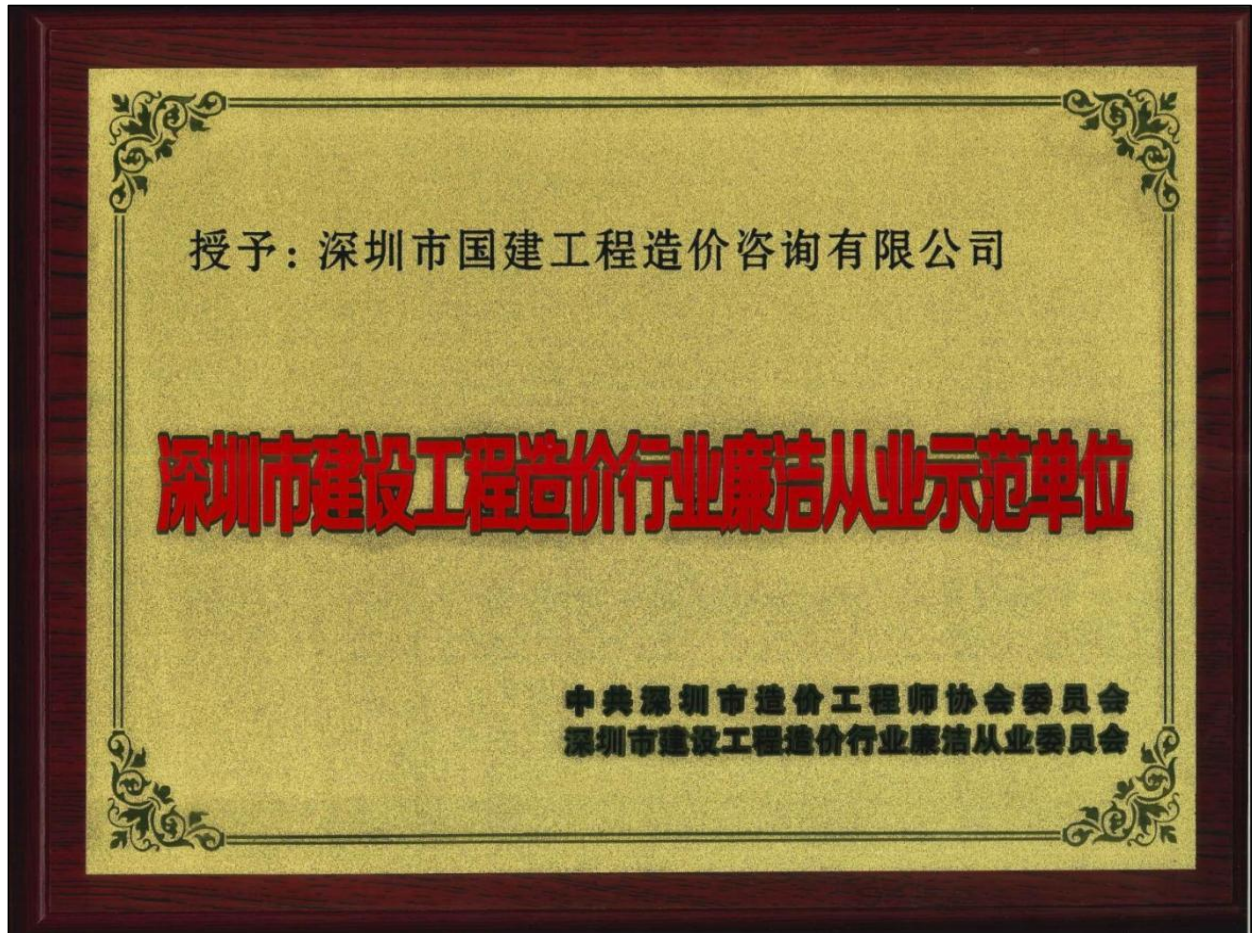 授予：深圳市国建工程造价咨询有限公司
深圳市建设工程造价行业廉洁从业示范单位
中共深圳市造价工程师协会委员会
深圳市建设工程造价行业廉洁从业委员会